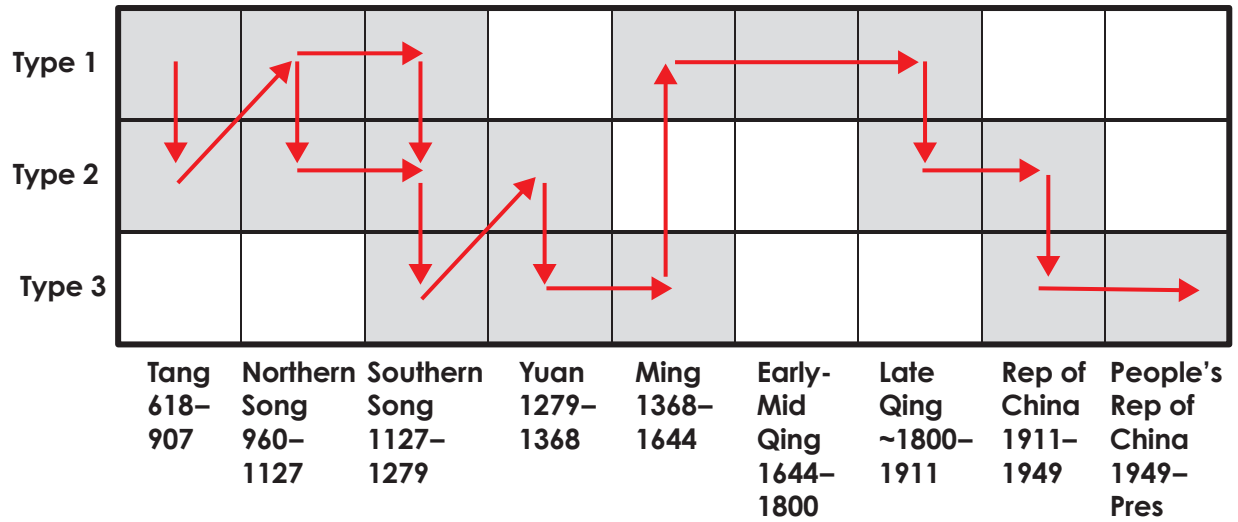 Type 1
Type 2
Type 3
Tang
618–
907
Northern
Song
960–
1127
Southern
Song
1127–
1279
Yuan
1279–
1368
Ming
1368–
1644
Early-
Mid
Qing
1644–
1800
Late
Qing
~1800–
1911
Rep of
China
1911–
1949
People's
Rep of
China
1949–
Pres